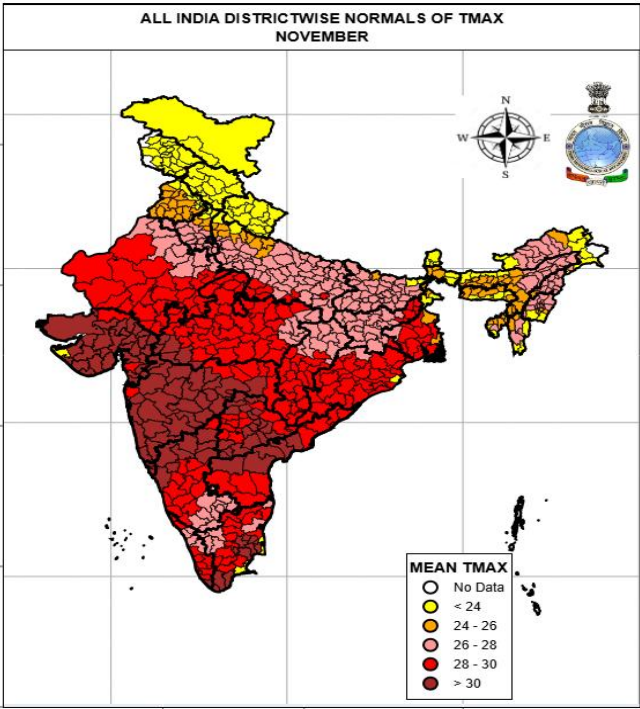 ALL INDIA DISTRICTWISE NORMALS OF TMAX
NOVEMBER
N
W E
S
MEAN TMAX
No Data
< 24
24 - 26
26 - 28
28 - 30
> 30